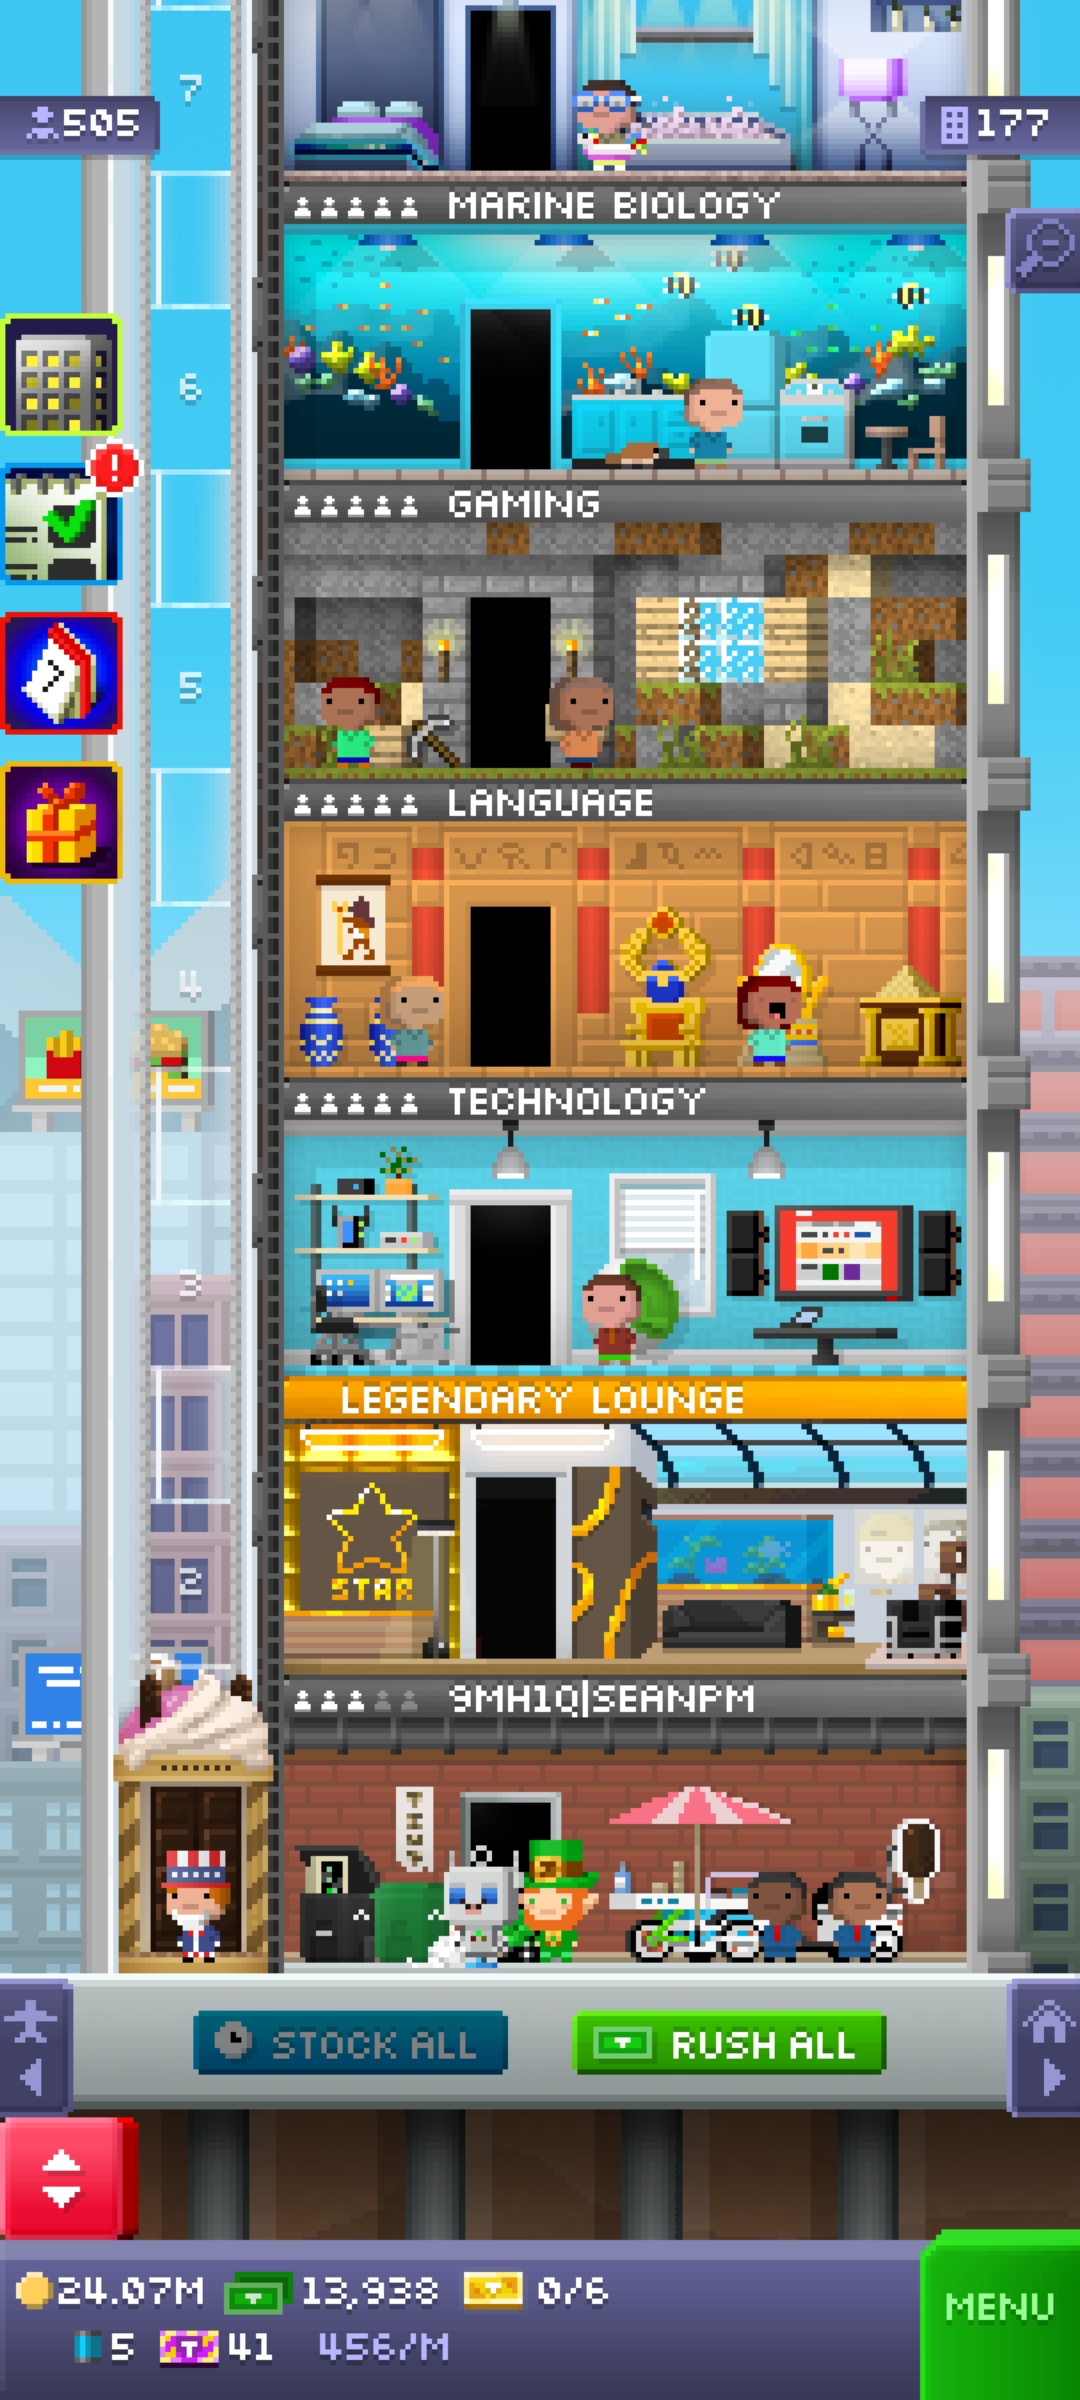 7
505
177
MARINE BIOLOGY
6
GAMING
5
LANGUAGE
4
TECHNOLOGY
3
LEGENDARY LOUNGE
STAR
2
9MH1Q|SEANPM
STOCK ALL
RUSH ALL
24.07M 13,938 0/6
5 41 456/M
MENU